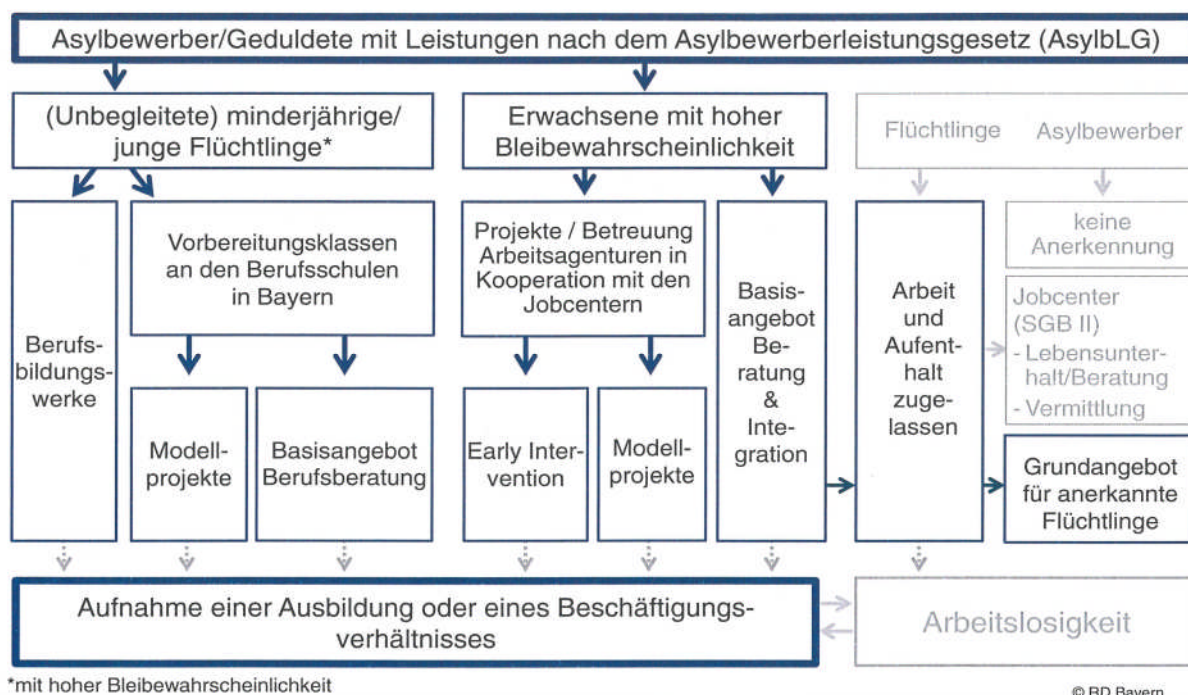 Asylbewerber/Geduldete mit Leistungen nach dem Asylbewerberleistungsgesetz (AsylbLG)
(Unbegleitete) minderjährige/
junge Flüchtlinge*
Erwachsene mit hoher
Bleibewahrscheinlichkeit
Flüchtlinge Asylbewerber
Berufs-
bildungs-
werke
Vorbereitungsklassen
an den Berufsschulen
in Bayern
Modell-
projekte
Basisangebot
Berufsberatung
Projekte / Betreuung
Arbeitsagenturen in
Kooperation mit den
Jobcentern
Early Inter-
vention
Modell-
projekte
Basis-
angebot
Be-
ratung
&
Inte-
gration
Arbeit
und
Aufent-
halt
zuge-
lassen
keine
Anerkennung
Jobcenter
(SGB II)
- Lebensunter-
halt/Beratung
- Vermittlung
Grundangebot
für anerkannte
Flüchtlinge
Aufnahme einer Ausbildung oder eines Beschäftigungs-
verhältnisses
Arbeitslosigkeit
*mit hoher Bleibewahrscheinlichkeit
© RD Bayern